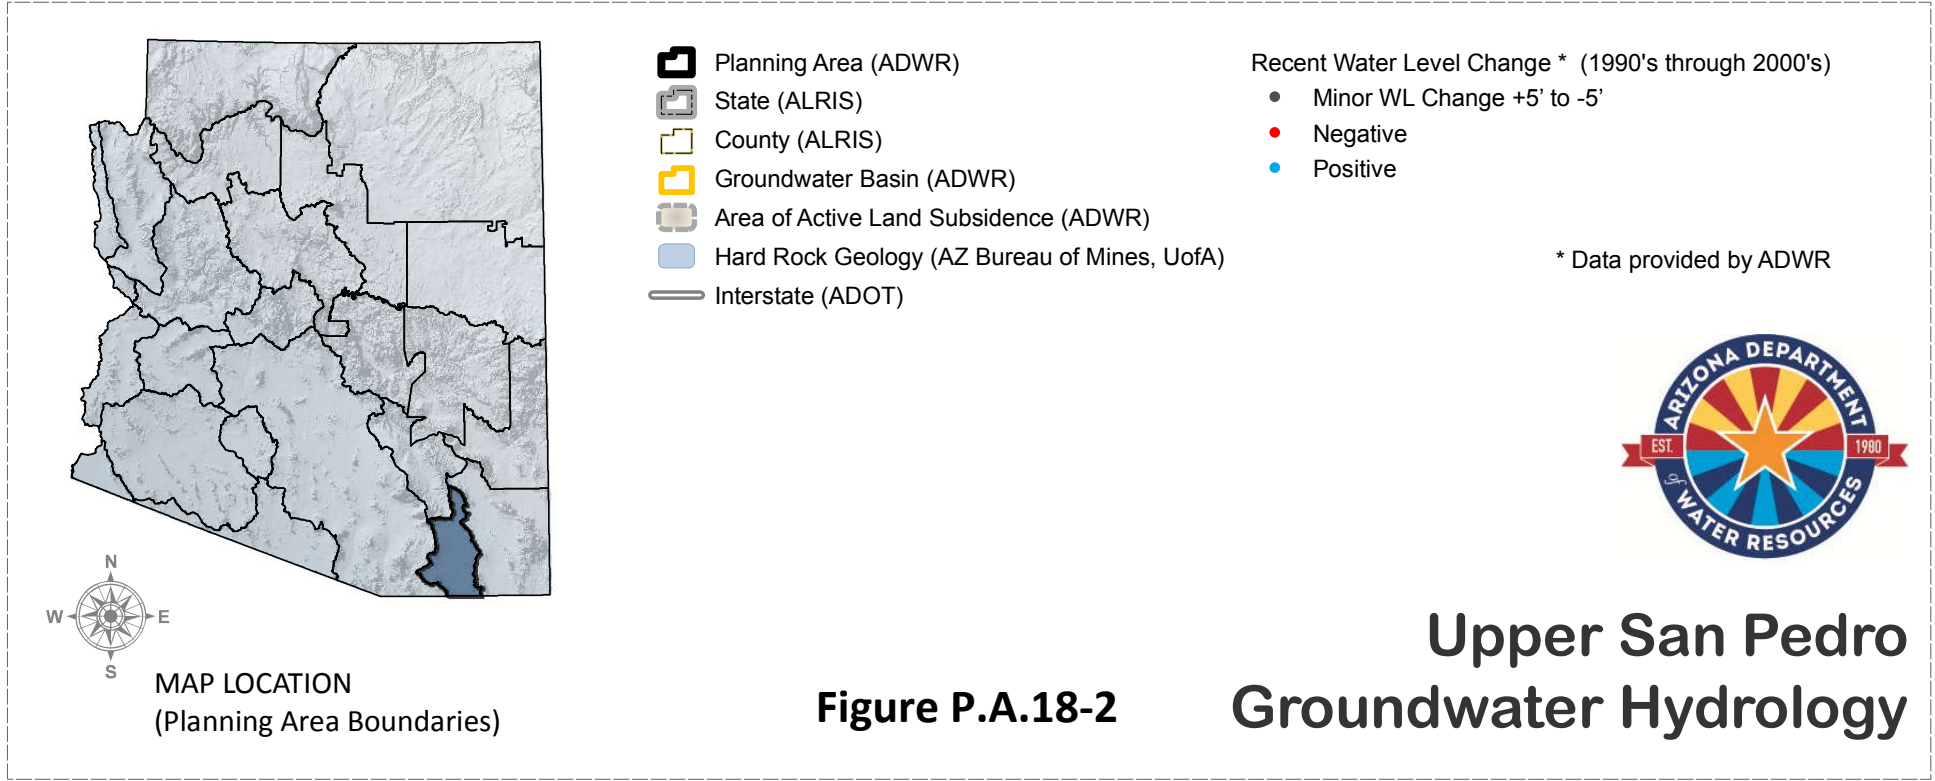 Planning Area (ADWR)
State (ALRIS)
County (ALRIS)
Groundwater Basin (ADWR)
Area of Active Land Subsidence (ADWR)
Hard Rock Geology (AZ Bureau of Mines, UofA)
Interstate (ADOT)
Recent Water Level Change * (1990's through 2000's)
Minor WL Change +5’ to -5’
Negative
Positive
* Data provided by ADWR
ARIZONA DEPARTMENT
EST. 1980
of WATER RESOURCES
N
W E
S
MAP LOCATION
(Planning Area Boundaries)
Figure P.A.18-2
Upper San Pedro
Groundwater Hydrology